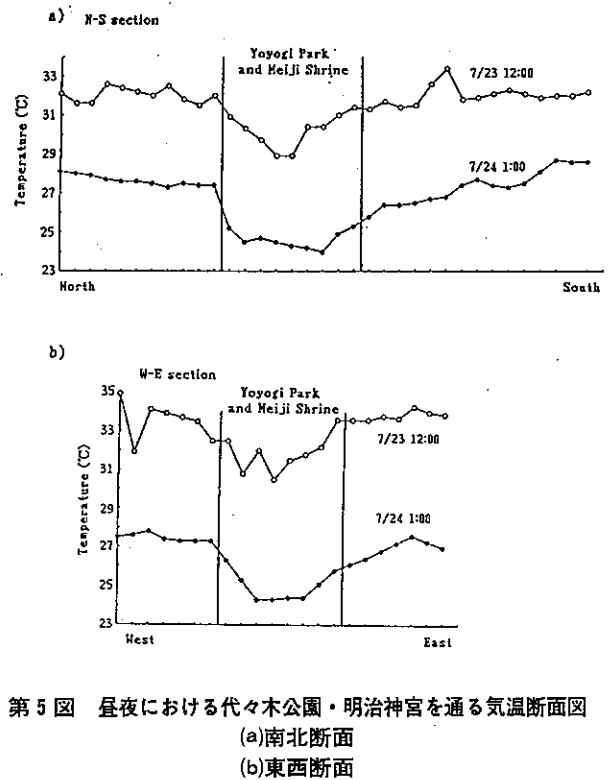 a) N-S section
Yoyogi Park
and Meiji Shrine
7/23 12:00
7/24 1:00
Temperature (℃)
33
31
29
27
25
23
North
South
b)
W-E section
Yoyogi Park
and Meiji Shrine
7/23 12:00
7/24 1:00
Temperature (℃)
35
33
31
29
27
25
23
West
East
第5図 昼夜における代々木公園・明治神宮を通る気温断面図
(a)南北断面
(b)東西断面